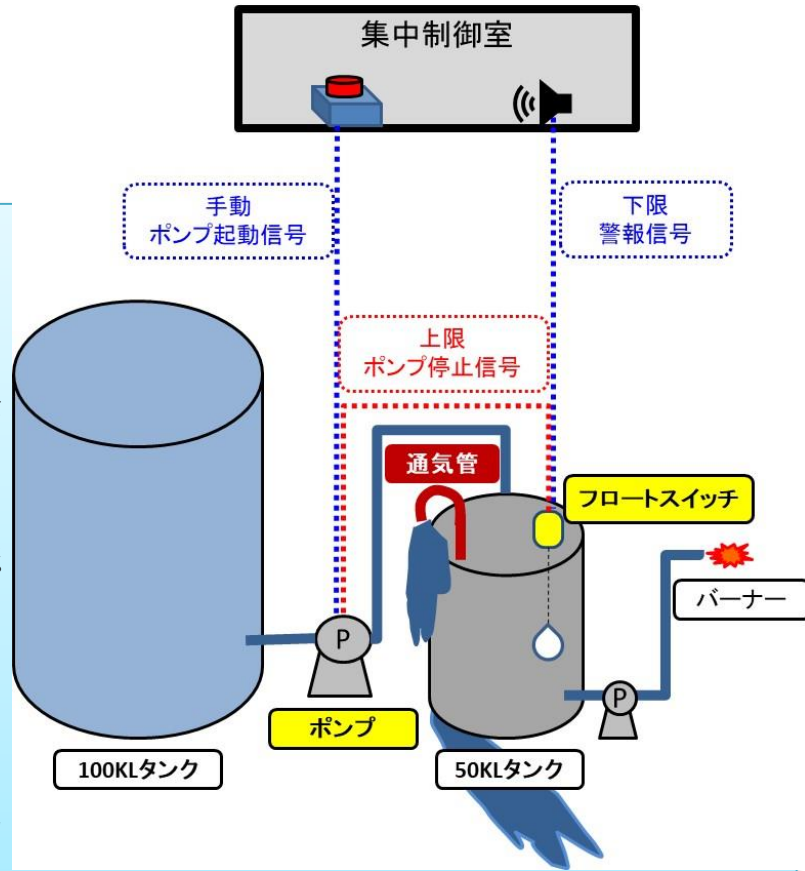 集中制御室
手動
ポンプ起動信号
下限
警報信号
上限
ポンプ停止信号
通気管
フロートスイッチ
バーナー
P
P
ポンプ
100KLタンク
50KLタンク